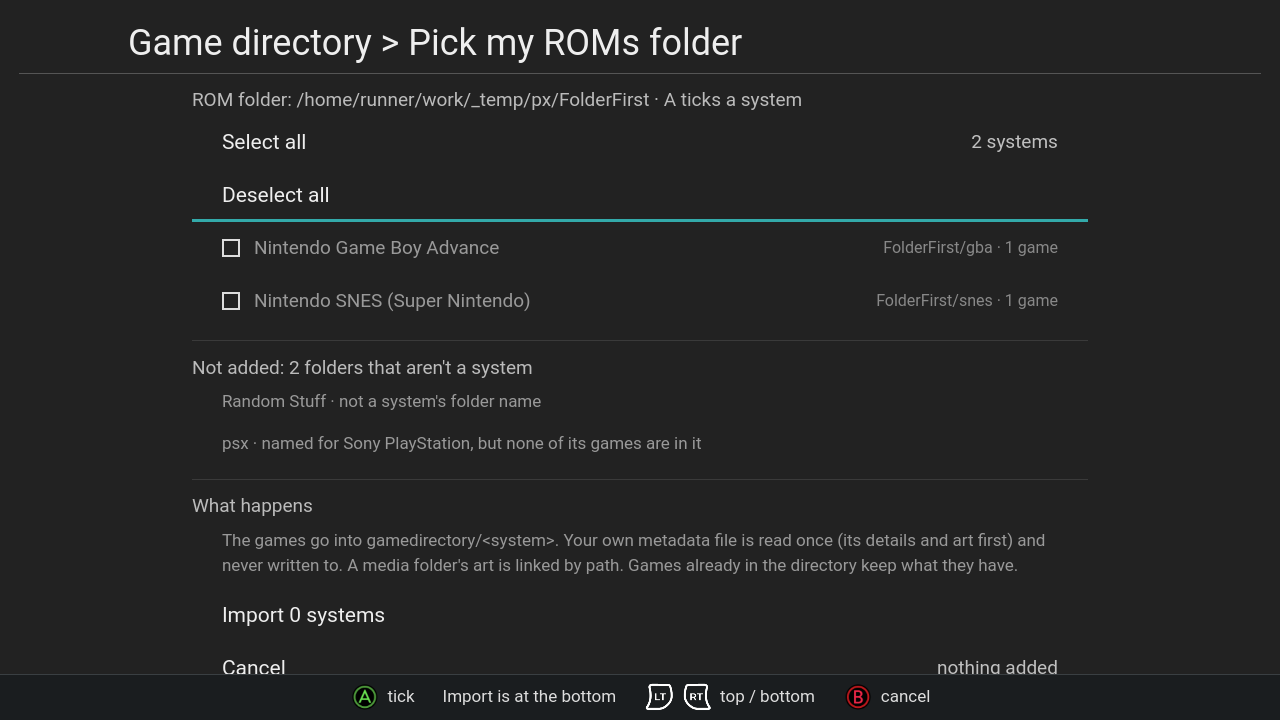 Game directory > Pick my ROMs folder
ROM folder: /home/runner/work/_temp/px/FolderFirst · A ticks a system
Select all 2 systems
Deselect all
Nintendo Game Boy Advance FolderFirst/gba · 1 game
Nintendo SNES (Super Nintendo) FolderFirst/snes · 1 game
Not added: 2 folders that aren't a system
Random Stuff · not a system's folder name
psx · named for Sony PlayStation, but none of its games are in it
What happens
The games go into gamedirectory/<system>. Your own metadata file is read once (its details and art first) and
never written to. A media folder's art is linked by path. Games already in the directory keep what they have.
Import 0 systems
Cancel nothing added
A tick Import is at the bottom LT RT top / bottom B cancel